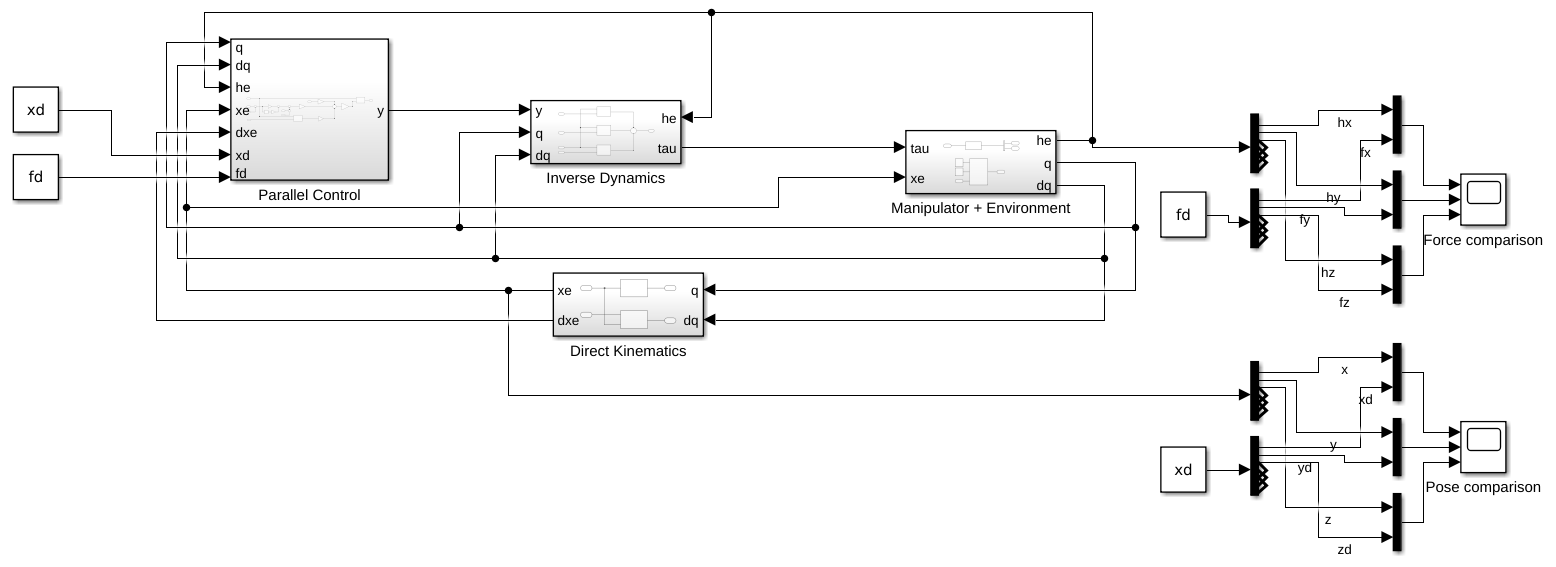 xd
fd
q
dq
he
xe
dxe
xd
fd
y
Parallel Control
y
q
dq
he
tau
Inverse Dynamics
tau
xe
he
q
dq
Manipulator + Environment
xe
dxe
q
dq
Direct Kinematics
fd
hx
fx
hy
fy
hz
fz
Force comparison
xd
x
xd
y
yd
z
zd
Pose comparison